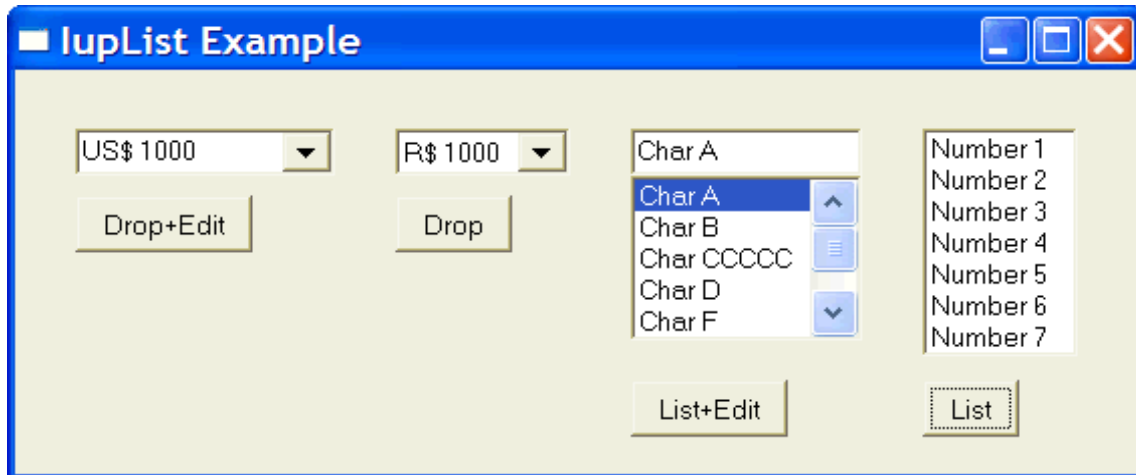 IupList Example
US$ 1000
Drop+Edit
R$ 1000
Drop
Char A
Char A
Char B
Char CCCCC
Char D
Char F
List+Edit
Number 1
Number 2
Number 3
Number 4
Number 5
Number 6
Number 7
List